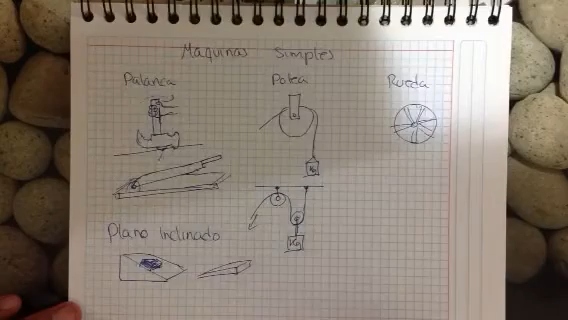 Maquinas Simples
Palanca Polea Rueda
Kg
Kg
Plano Inclinado